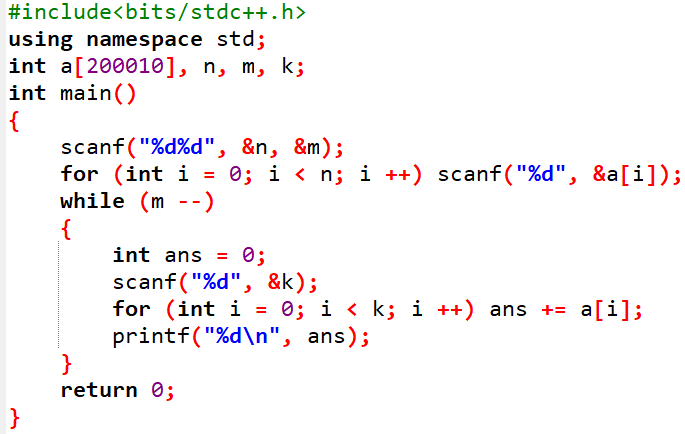 #include<bits/stdc++.h>
using namespace std;
int a[200010], n, m, k;
int main()
{
    scanf("%d%d", &n, &m);
    for (int i = 0; i < n; i ++) scanf("%d", &a[i]);
    while (m --)
    {
        int ans = 0;
        scanf("%d", &k);
        for (int i = 0; i < k; i ++) ans += a[i];
        printf("%d\n", ans);
    }
    return 0;
}